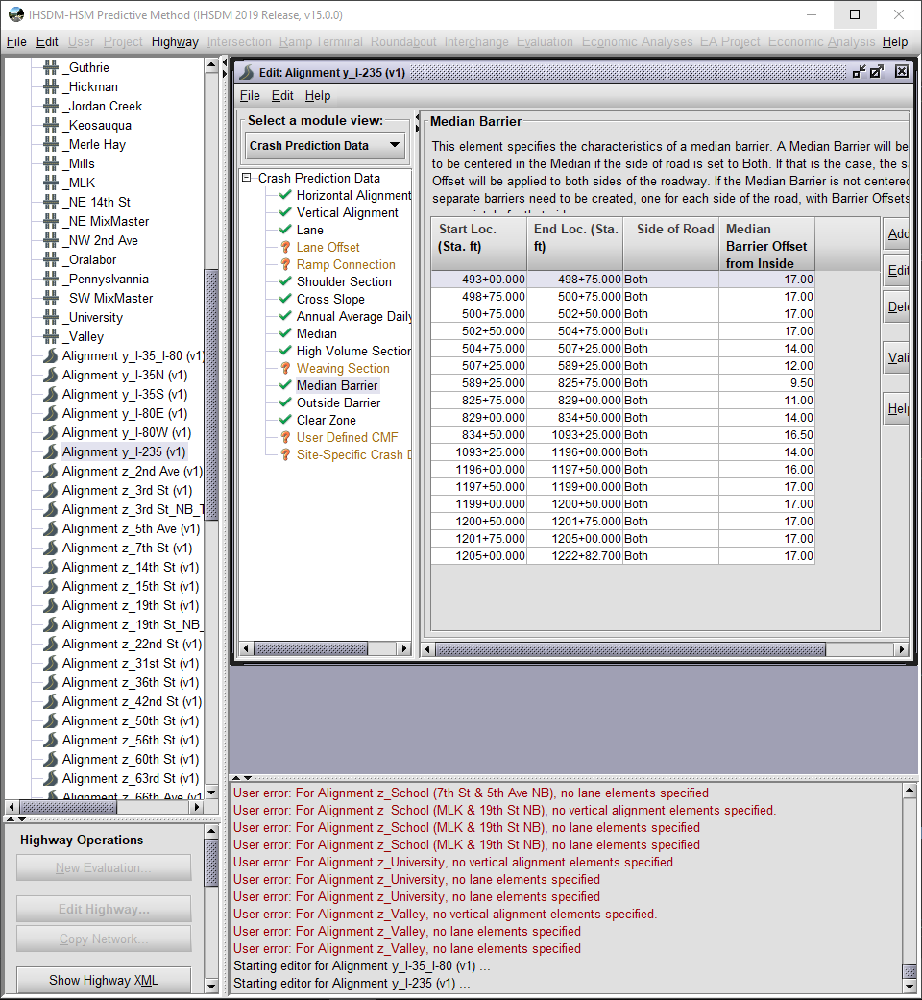 IHSDM-HSM Predictive Method (IHSDM 2019 Release, v15.0.0)
File Edit User Project Highway Intersection Ramp Terminal Roundabout Interchange Evaluation Economic Analyses EA Project Economic Analysis Help
_Guthrie
_Hickman
_Jordan Creek
_Keosauqua
_Merle Hay
_Mills
_MLK
_NE 14th St
_NE MixMaster
_NW 2nd Ave
_Oralabor
_Pennyslvannia
_SW MixMaster
_University
_Valley
Alignment y_I-35_I-80 (v1)
Alignment y_I-35N (v1)
Alignment y_I-35S (v1)
Alignment y_I-80E (v1)
Alignment y_I-80W (v1)
Alignment y_I-235 (v1)
Alignment z_2nd Ave (v1)
Alignment z_3rd St (v1)
Alignment z_3rd St_NB_
Alignment z_5th Ave (v1)
Alignment z_7th St (v1)
Alignment z_14th St (v1)
Alignment z_15th St (v1)
Alignment z_19th St (v1)
Alignment z_19th St_NB_
Alignment z_22nd St (v1)
Alignment z_31st St (v1)
Alignment z_36th St (v1)
Alignment z_42nd St (v1)
Alignment z_50th St (v1)
Alignment z_56th St (v1)
Alignment z_60th St (v1)
Alignment z_63rd St (v1)
Alignment z_66th Ave (v1)
Highway Operations
New Evaluation...
Edit Highway...
Copy Network...
Show Highway XML
Edit: Alignment y_I-235 (v1)
File Edit Help
Select a module view:
Crash Prediction Data
Crash Prediction Data
Horizontal Alignment
Vertical Alignment
Lane
Lane Offset
Ramp Connection
Shoulder Section
Cross Slope
Annual Average Daily
Median
High Volume Section
Weaving Section
Median Barrier
Outside Barrier
Clear Zone
User Defined CMF
Site-Specific Crash D
Median Barrier
This element specifies the characteristics of a median barrier. A Median Barrier will be
to be centered in the Median if the side of road is set to Both. If that is the case, the s
Offset will be applied to both sides of the roadway. If the Median Barrier is not centered
separate barriers need to be created, one for each side of the road, with Barrier Offsets
Start Loc. (Sta. ft) End Loc. (Sta. ft) Side of Road Median Barrier Offset from Inside
493+00.000 498+75.000 Both 17.00
498+75.000 500+75.000 Both 17.00
500+75.000 502+50.000 Both 17.00
502+50.000 504+75.000 Both 17.00
504+75.000 507+25.000 Both 14.00
507+25.000 589+25.000 Both 12.00
589+25.000 825+75.000 Both 9.50
825+75.000 829+00.000 Both 11.00
829+00.000 834+50.000 Both 14.00
834+50.000 1093+25.000 Both 16.50
1093+25.000 1196+00.000 Both 14.00
1196+00.000 1197+50.000 Both 16.00
1197+50.000 1199+00.000 Both 17.00
1199+00.000 1200+50.000 Both 17.00
1200+50.000 1201+75.000 Both 17.00
1201+75.000 1205+00.000 Both 17.00
1205+00.000 1222+82.700 Both 17.00
Add
Edit
Dele
Vali
Help
User error: For Alignment z_School (7th St & 5th Ave NB), no lane elements specified
User error: For Alignment z_School (MLK & 19th St NB), no vertical alignment elements specified.
User error: For Alignment z_School (MLK & 19th St NB), no lane elements specified
User error: For Alignment z_School (MLK & 19th St NB), no lane elements specified
User error: For Alignment z_University, no vertical alignment elements specified.
User error: For Alignment z_University, no lane elements specified
User error: For Alignment z_University, no lane elements specified
User error: For Alignment z_Valley, no vertical alignment elements specified.
User error: For Alignment z_Valley, no lane elements specified
User error: For Alignment z_Valley, no lane elements specified
Starting editor for Alignment y_I-35_I-80 (v1) ...
Starting editor for Alignment y_I-235 (v1) ...